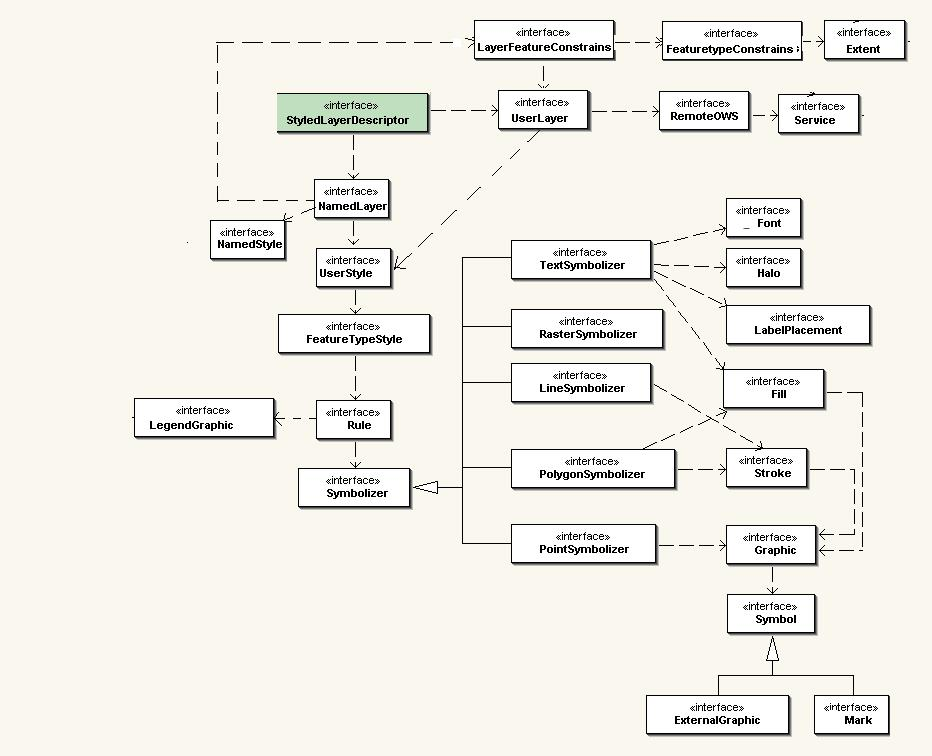 «interface»
LayerFeatureConstrains
«interface»
FeaturetypeConstrains
«interface»
Extent
«interface»
StyledLayerDescriptor
«interface»
UserLayer
«interface»
RemoteOWS
«interface»
Service
«interface»
NamedLayer
«interface»
NamedStyle
«interface»
UserStyle
«interface»
FeatureTypeStyle
«interface»
LegendGraphic
«interface»
Rule
«interface»
Symbolizer
«interface»
TextSymbolizer
«interface»
RasterSymbolizer
«interface»
LineSymbolizer
«interface»
PolygonSymbolizer
«interface»
PointSymbolizer
«interface»
Font
«interface»
Halo
«interface»
LabelPlacement
«interface»
Fill
«interface»
Stroke
«interface»
Graphic
«interface»
Symbol
«interface»
ExternalGraphic
«interface»
Mark